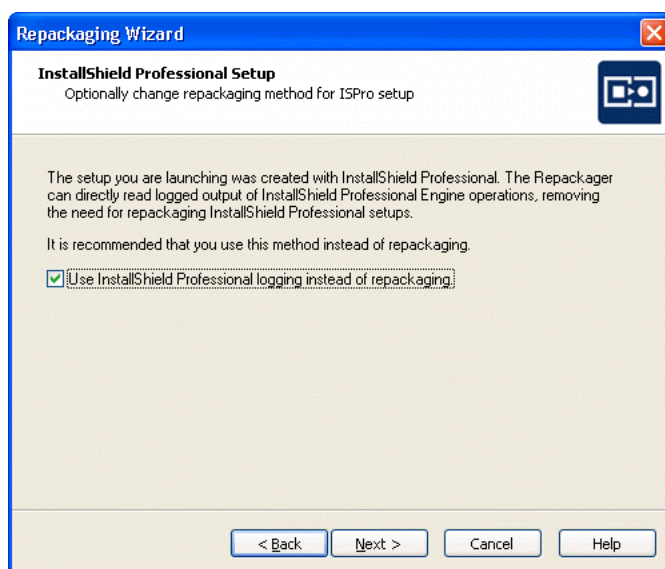 Repackaging Wizard
InstallShield Professional Setup
Optionally change repackaging method for ISPro setup
The setup you are launching was created with InstallShield Professional. The Repackager
can directly read logged output of InstallShield Professional Engine operations, removing
the need for repackaging InstallShield Professional setups.
It is recommended that you use this method instead of repackaging.
Use InstallShield Professional logging instead of repackaging.
< Back Next > Cancel Help